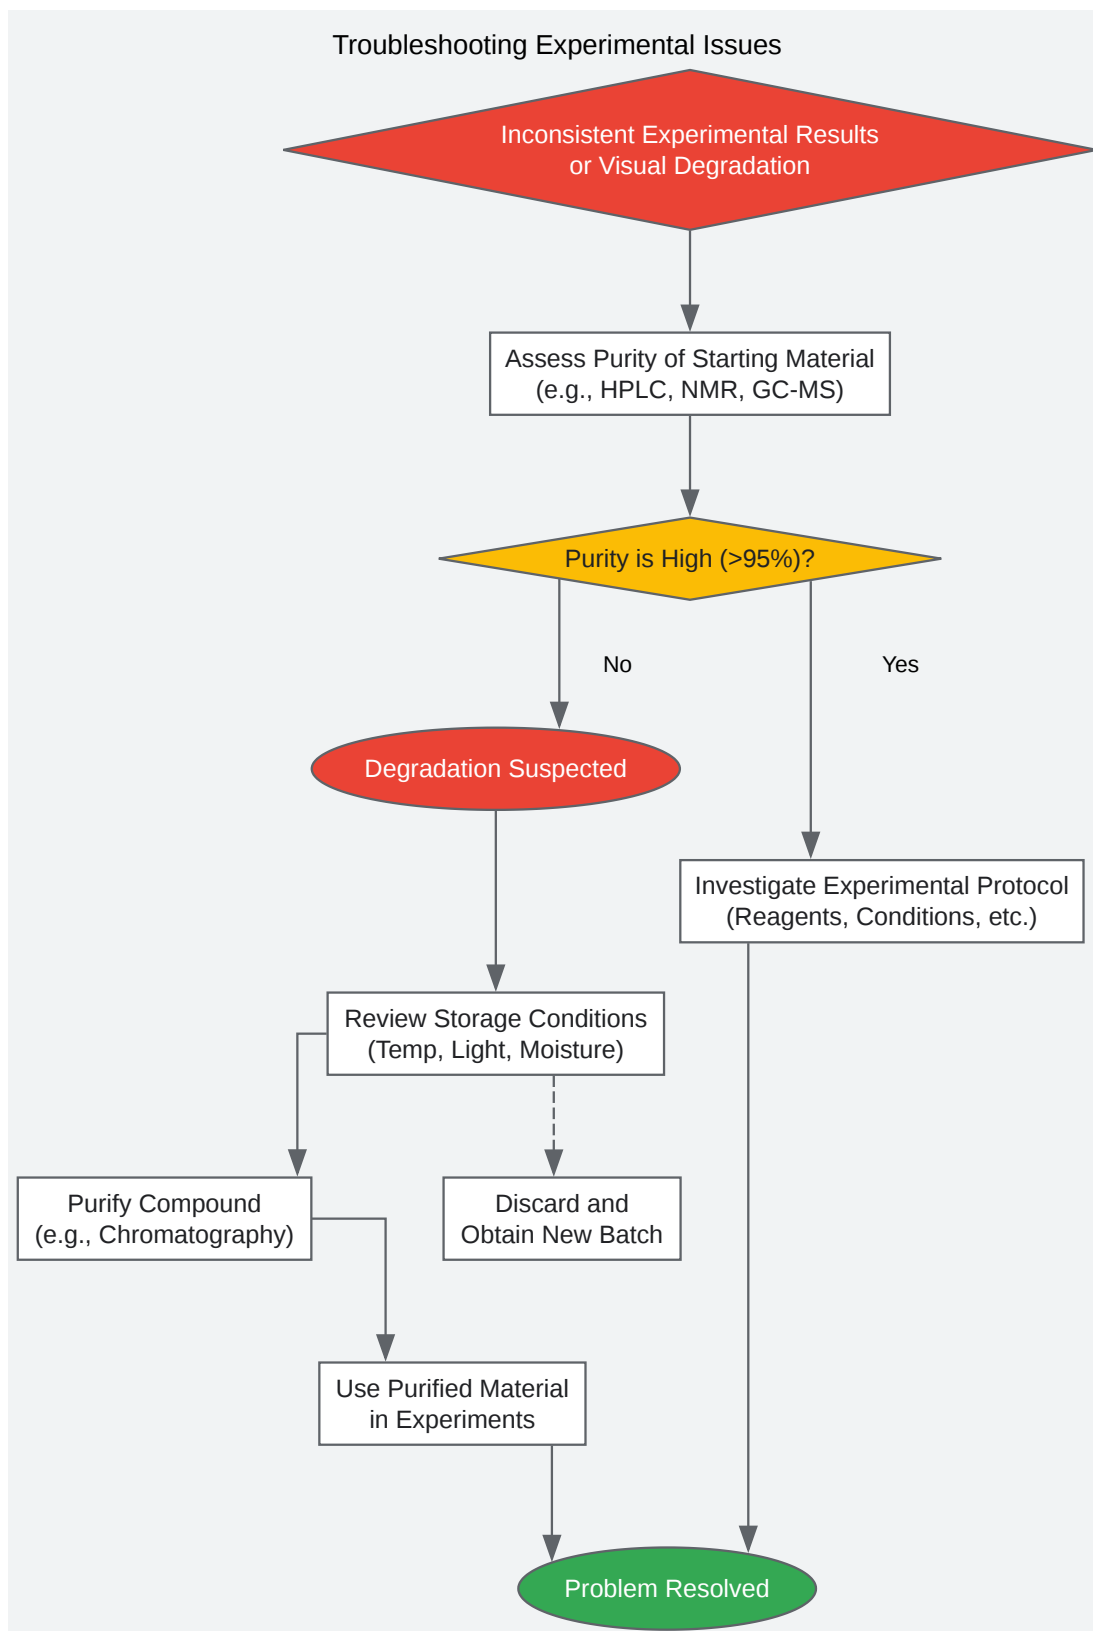 Troubleshooting Experimental Issues
Inconsistent Experimental Results
or Visual Degradation
Assess Purity of Starting Material
(e.g., HPLC, NMR, GC-MS)
Purity is High (>95%)?
No
Yes
Degradation Suspected
Investigate Experimental Protocol
(Reagents, Conditions, etc.)
Review Storage Conditions
(Temp, Light, Moisture)
Purify Compound
(e.g., Chromatography)
Discard and
Obtain New Batch
Use Purified Material
in Experiments
Problem Resolved